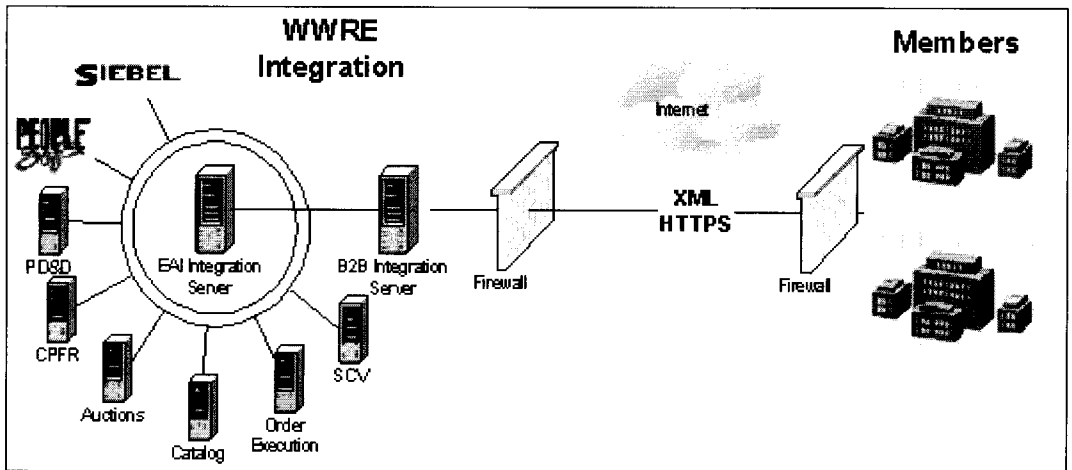 WWRE
Integration
Members
SIEBEL
PEOPLE
Soft
Internet
XML
HTTPS
PD&D
EAI Integration
Server
B2B Integration
Server
Firewall
Firewall
CPFR
SCV
Auctions
Catalog
Order
Execution